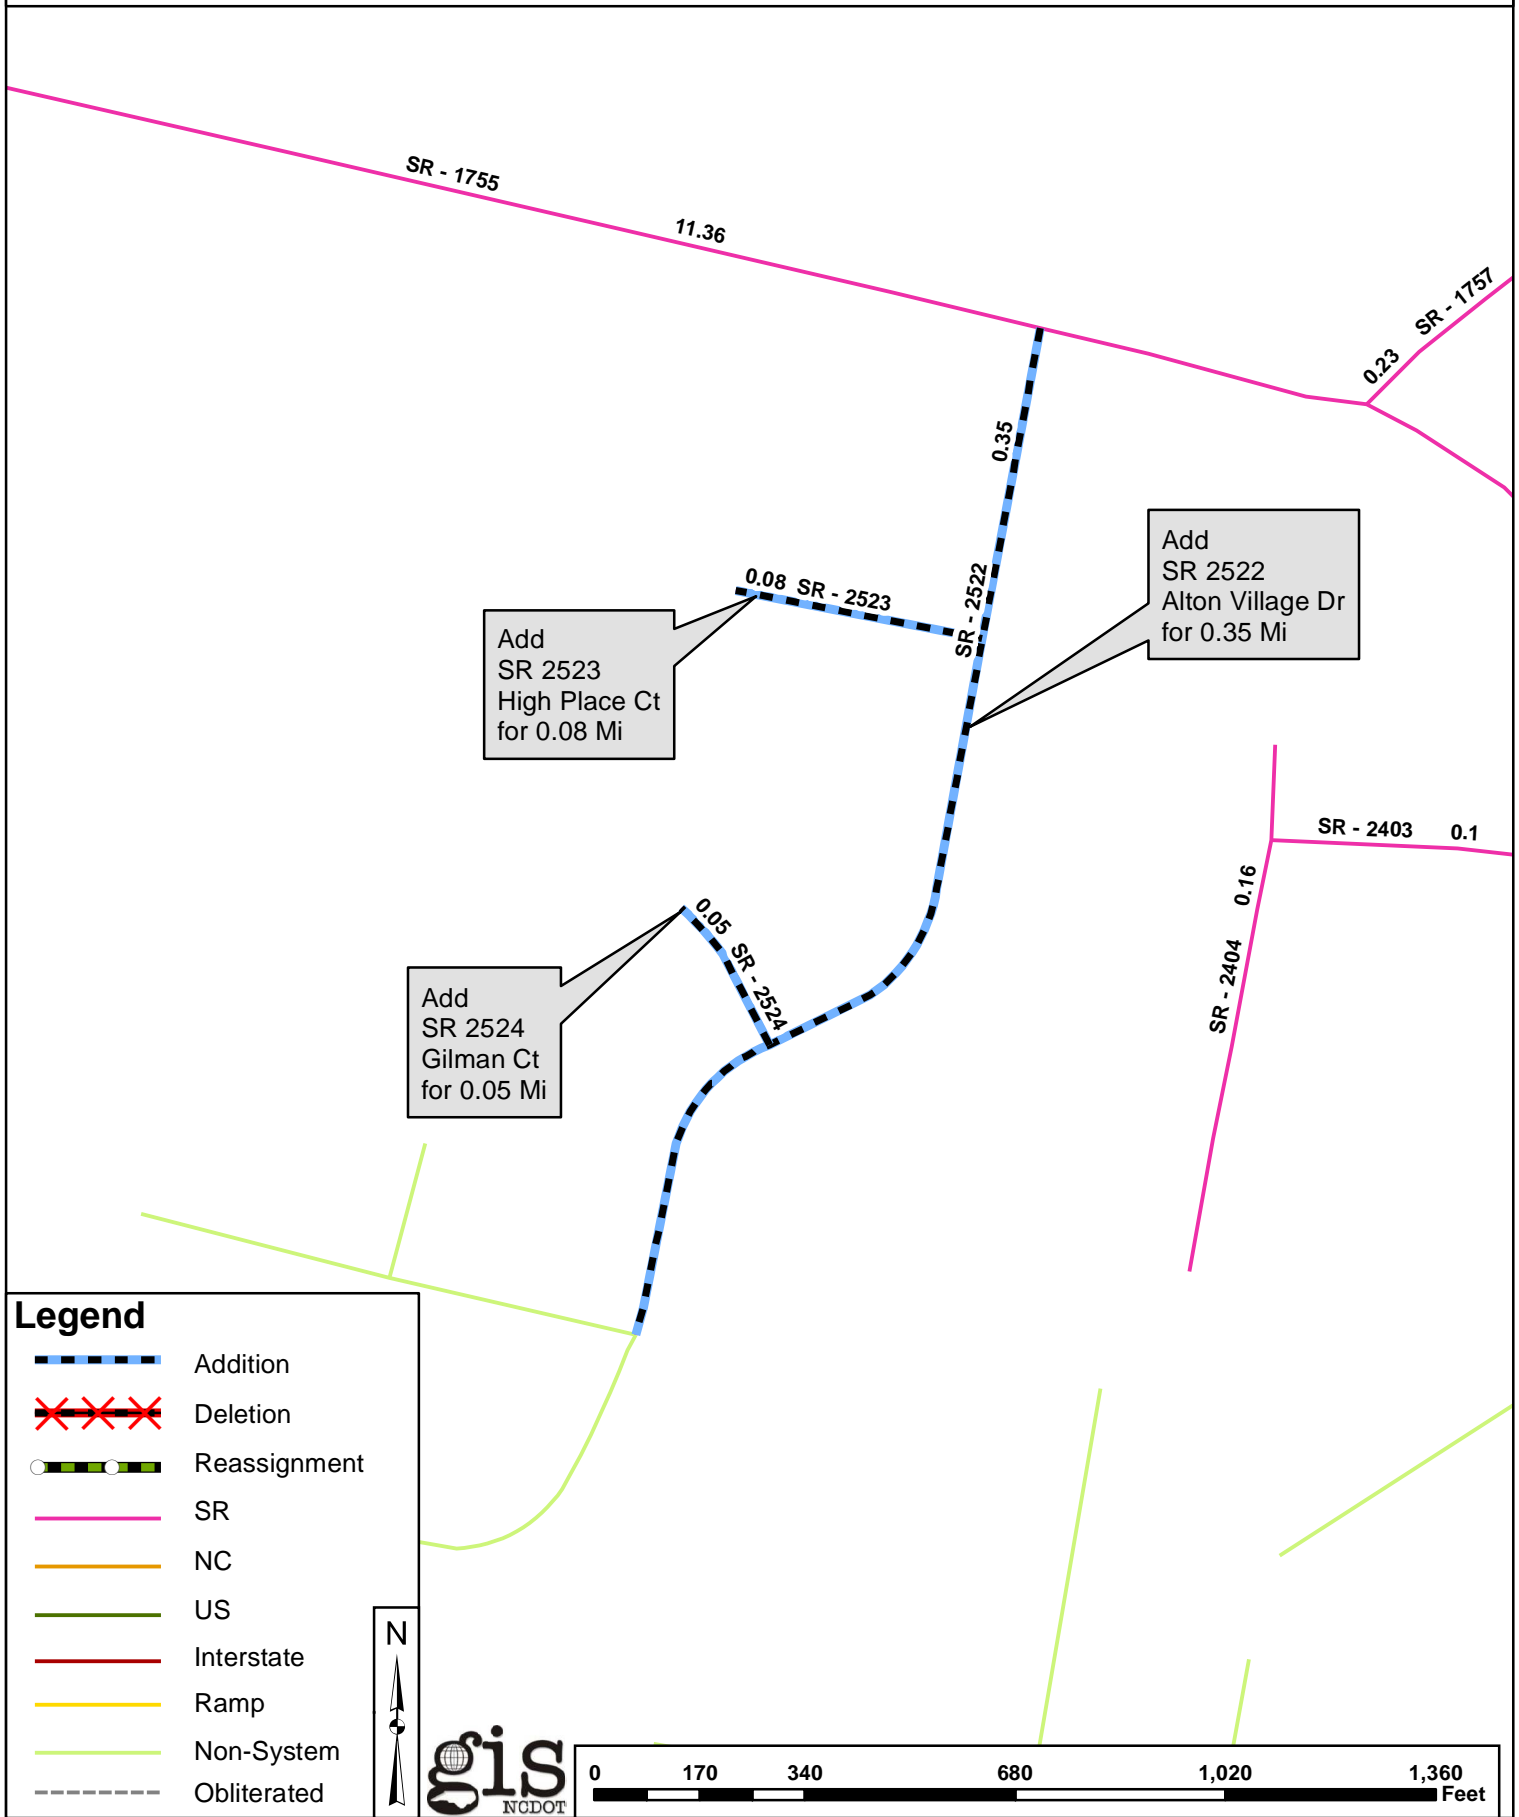 SR - 1755
11.36
SR - 1757
0.23
0.35
SR - 2522
Add
SR 2522
Alton Village Dr
for 0.35 Mi
0.08 SR - 2523
Add
SR 2523
High Place Ct
for 0.08 Mi
SR - 2403 0.1
0.16
SR - 2404
0.05 SR - 2524
Add
SR 2524
Gilman Ct
for 0.05 Mi
Legend
Addition
Deletion
Reassignment
SR
NC
US
Interstate
Ramp
Non-System
Obliterated
N
gis
NCDOT
0 170 340 680 1,020 1,360
Feet